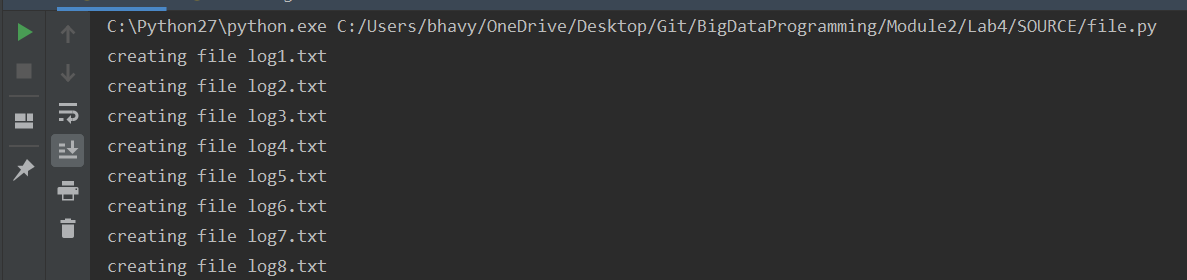 C:\Python27\python.exe C:/Users/bhavy/OneDrive/Desktop/Git/BigDataProgramming/Module2/Lab4/SOURCE/file.py
creating file log1.txt
creating file log2.txt
creating file log3.txt
creating file log4.txt
creating file log5.txt
creating file log6.txt
creating file log7.txt
creating file log8.txt